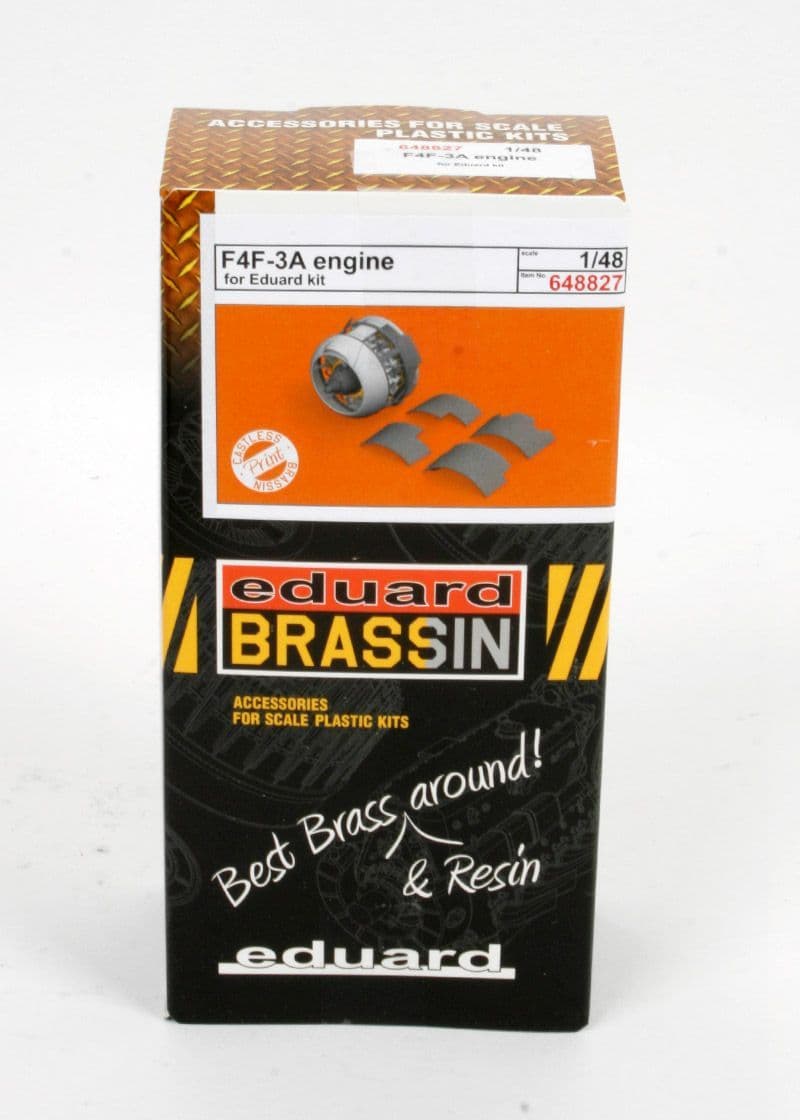 ACCESSORIES FOR SCALE
PLASTIC KITS
648827 1/48
F4F-3A engine
for Eduard kit
F4F-3A engine
for Eduard kit
scale
1/48
Item No.
648827
CASTLESS
Print
BRASSIN
eduard
BRASSIN
ACCESSORIES
FOR SCALE PLASTIC KITS
Best Brass around!
& Resin
eduard